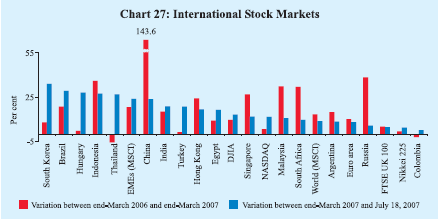 Chart 27: International Stock Markets
143.6
55
25
-5
Per cent
South Korea
Brazil
Hungary
Indonesia
Thailand
EMEs (MSCI)
China
India
Turkey
Hong Kong
Egypt
DJIA
Singapore
NASDAQ
Malaysia
South Africa
World (MSCI)
Argentina
Euro area
Russia
FTSE UK 100
Nikkei 225
Colombia
Variation between end-March 2006 and end-March 2007
Variation between end-March 2007 and July 18, 2007